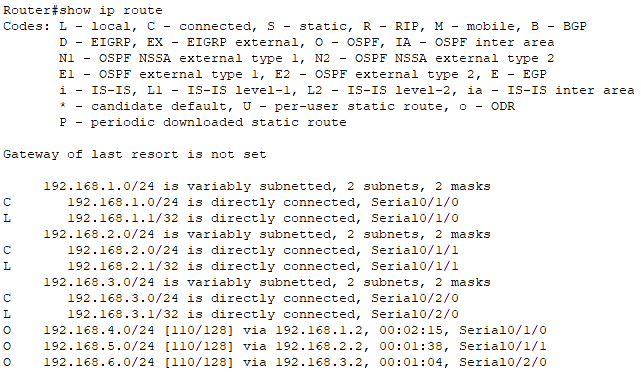 Router#show ip route
Codes: L - local, C - connected, S - static, R - RIP, M - mobile, B - BGP
       D - EIGRP, EX - EIGRP external, O - OSPF, IA - OSPF inter area
       N1 - OSPF NSSA external type 1, N2 - OSPF NSSA external type 2
       E1 - OSPF external type 1, E2 - OSPF external type 2, E - EGP
       i - IS-IS, L1 - IS-IS level-1, L2 - IS-IS level-2, ia - IS-IS inter area
       * - candidate default, U - per-user static route, o - ODR
       P - periodic downloaded static route

Gateway of last resort is not set

     192.168.1.0/24 is variably subnetted, 2 subnets, 2 masks
C       192.168.1.0/24 is directly connected, Serial0/1/0
L       192.168.1.1/32 is directly connected, Serial0/1/0
     192.168.2.0/24 is variably subnetted, 2 subnets, 2 masks
C       192.168.2.0/24 is directly connected, Serial0/1/1
L       192.168.2.1/32 is directly connected, Serial0/1/1
     192.168.3.0/24 is variably subnetted, 2 subnets, 2 masks
C       192.168.3.0/24 is directly connected, Serial0/2/0
L       192.168.3.1/32 is directly connected, Serial0/2/0
O    192.168.4.0/24 [110/128] via 192.168.1.2, 00:02:15, Serial0/1/0
O    192.168.5.0/24 [110/128] via 192.168.2.2, 00:01:38, Serial0/1/1
O    192.168.6.0/24 [110/128] via 192.168.3.2, 00:01:04, Serial0/2/0